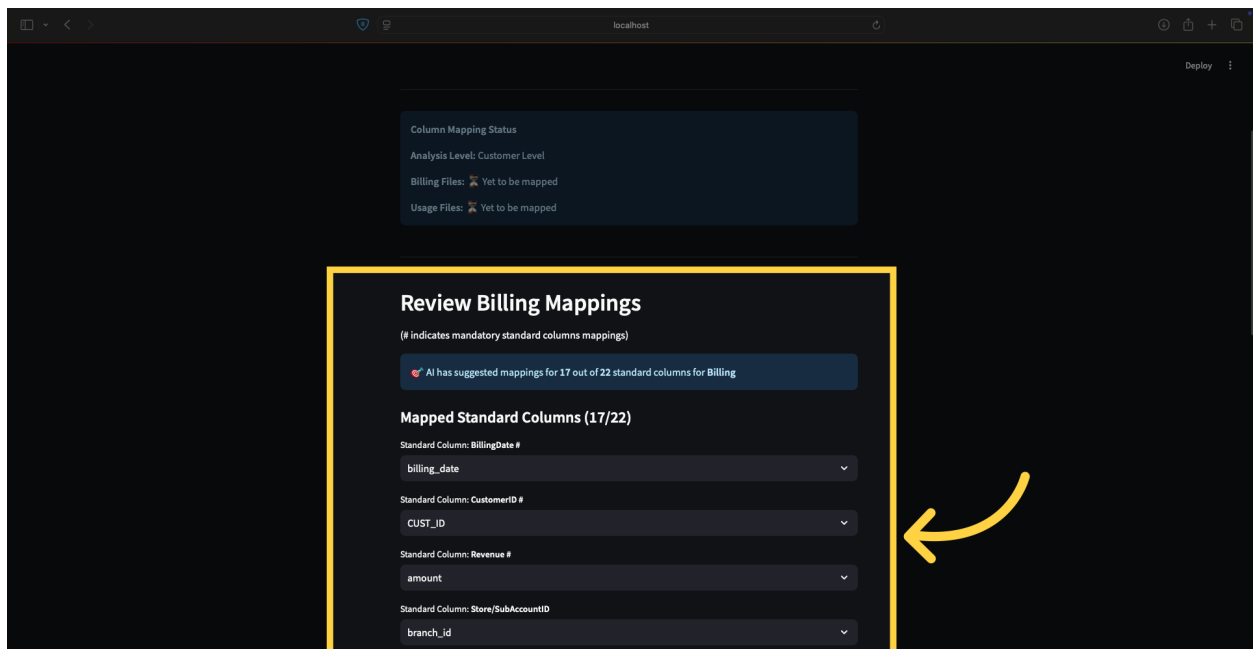 localhost
Deploy
Column Mapping Status
Analysis Level: Customer Level
Billing Files: ⏳ Yet to be mapped
Usage Files: ⏳ Yet to be mapped
Review Billing Mappings
(# indicates mandatory standard columns mappings)
🎯 AI has suggested mappings for 17 out of 22 standard columns for Billing
Mapped Standard Columns (17/22)
Standard Column: BillingDate #
billing_date
Standard Column: CustomerID #
CUST_ID
Standard Column: Revenue #
amount
Standard Column: Store/SubAccountID
branch_id